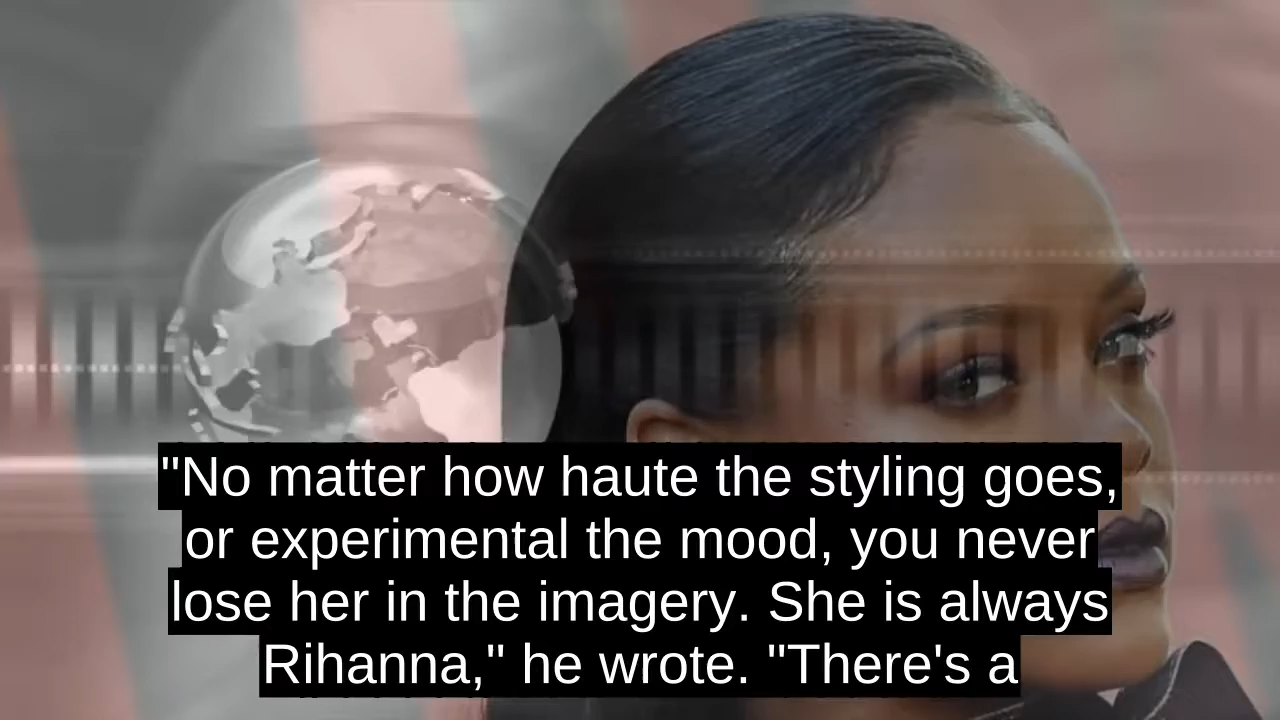 "No matter how haute the styling goes,
or experimental the mood, you never
lose her in the imagery. She is always
Rihanna," he wrote. "There's a